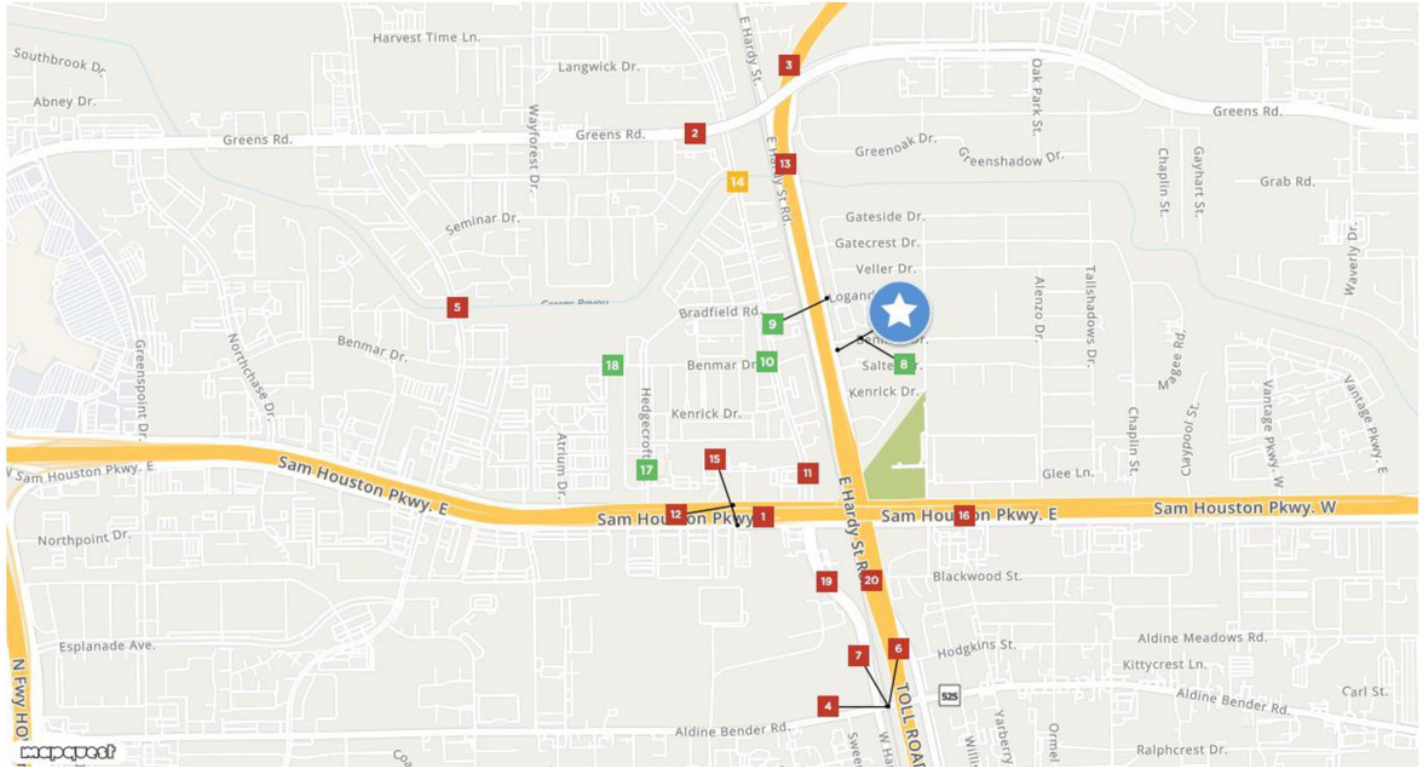 Harvest Time Ln.
E Hardy St.
Southbrook Dr.
Langwick Dr.
3
Oak Park St.
Abney Dr.
Greens Rd.
Wayforest Dr.
Greens Rd.
2
Greens Rd.
Greenoak Dr.
Greenshadow Dr.
Chaplin St.
Gayhart St.
13
14
E Hardy St Rd.
Grab Rd.
Seminar Dr.
Gateside Dr.
Gatecrest Dr.
Waverly Dr.
Veller Dr.
5
Greens Bayou
Bradfield Rd.
9
Alenzo Dr.
Tallshadows Dr.
Greenspoint Dr.
Northchase Dr.
Benmar Dr.
18
Benmar Dr.
10
8
Magee Rd.
Hedgecroft
Kenrick Dr.
Kenrick Dr.
Vantage Pkwy. W
Vantage Pkwy. E
Chaplin St.
Claypool St.
Atrium Dr.
W Sam Houston Pkwy. E
Sam Houston Pkwy. E
17
15
11
Glee Ln.
E Hardy St Rd.
12
1
16
Sam Houston Pkwy. E
Sam Houston Pkwy. W
Northpoint Dr.
19
20
Blackwood St.
Esplanade Ave.
7
6
Hodgkins St.
Aldine Meadows Rd.
Kittycrest Ln.
4
525
Aldine Bender Rd.
Carl St.
Aldine Bender Rd.
TOLL ROAD
N Fwy
Yarberry
Ormel
Ralphcrest Dr.
mapquest